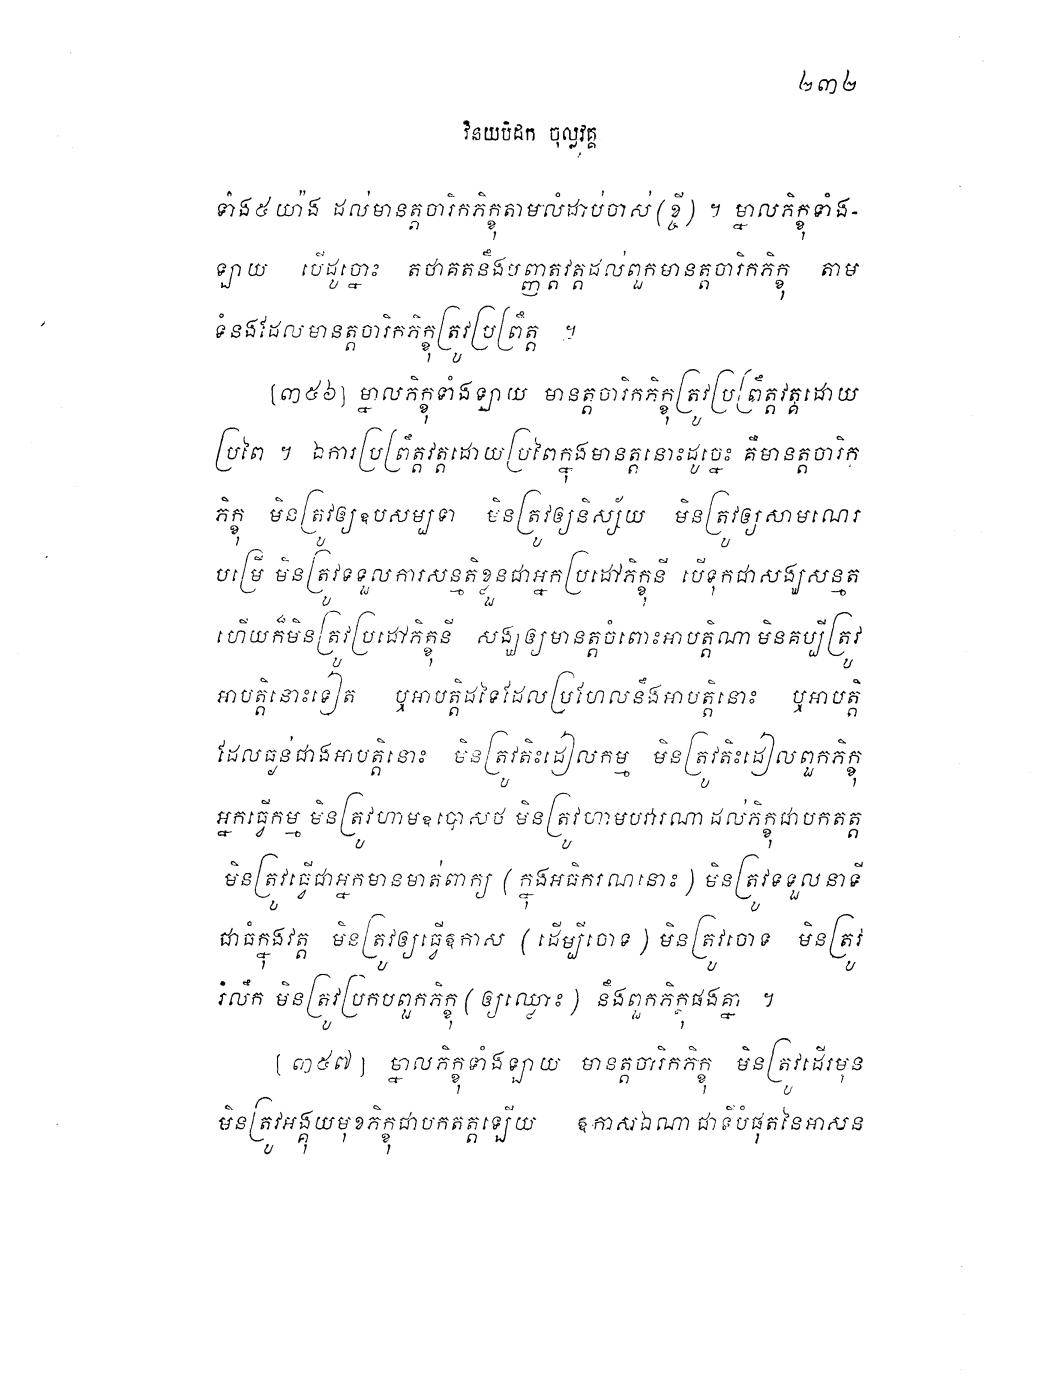 ២៣២
វិនយបិដក ចុល្លវគ្គ
ទាំង៥យ៉ាង ដល់មានត្តចារិកភិក្ខុតាមលំដាប់ចាស់ (ខ្ចី) ។ ម្នាលភិក្ខុទាំង-
ឡាយ បើដូច្នោះ តថាគតនឹងបញ្ញត្តវត្តដល់ពួកមានត្តចារិកភិក្ខុ តាម
ទំនងដែលមានត្តចារិកភិក្ខុត្រូវប្រព្រឹត្ត ។
[៣៥៦] ម្នាលភិក្ខុទាំងឡាយ មានត្តចារិកភិក្ខុត្រូវប្រព្រឹត្តវត្តដោយ
ប្រពៃ ។ ឯការប្រព្រឹត្តវត្តដោយប្រពៃក្នុងមានត្តនោះដូច្នេះ គឺមានត្តចារិក
ភិក្ខុ មិនត្រូវឲ្យឧបសម្បទា មិនត្រូវឲ្យនិស្ស័យ មិនត្រូវឲ្យសាមណេរ
បម្រើ មិនត្រូវទទួលការសន្មតិខ្លួនជាអ្នកប្រដៅភិក្ខុនី បើទុកជាសង្ឃសន្មត
ហើយក៏មិនត្រូវប្រដៅភិក្ខុនី សង្ឃឲ្យមានត្តចំពោះអាបត្តិណា មិនគប្បីត្រូវ
អាបត្តិនោះទៀត ឬអាបត្តិដទៃដែលប្រហែលនឹងអាបត្តិនោះ ឬអាបត្តិ
ដែលធ្ងន់ជាងអាបត្តិនោះ មិនត្រូវតិះដៀលកម្ម មិនត្រូវតិះដៀលពួកភិក្ខុ
អ្នកធ្វើកម្ម មិនត្រូវហាមឧបោសថ មិនត្រូវហាមបវារណា ដល់ភិក្ខុជាបកតត្ត
មិនត្រូវធ្វើជាអ្នកមានមាត់ពាក្យ (ក្នុងអធិករណនោះ) មិនត្រូវទទួលនាទី
ជាធំក្នុងវត្ត មិនត្រូវឲ្យធ្វើឱកាស (ដើម្បីចោទ) មិនត្រូវចោទ មិនត្រូវ
រំលឹក មិនត្រូវប្រកបពួកភិក្ខុ (ឲ្យឈ្លោះ) នឹងពួកភិក្ខុផងគ្នា ។
[៣៥៧] ម្នាលភិក្ខុទាំងឡាយ មានត្តចារិកភិក្ខុ មិនត្រូវដើរមុន
មិនត្រូវអង្គុយមុខភិក្ខុជាបកតត្តឡើយ ឱកាសឯណា ជាទីបំផុតនៃអាសន